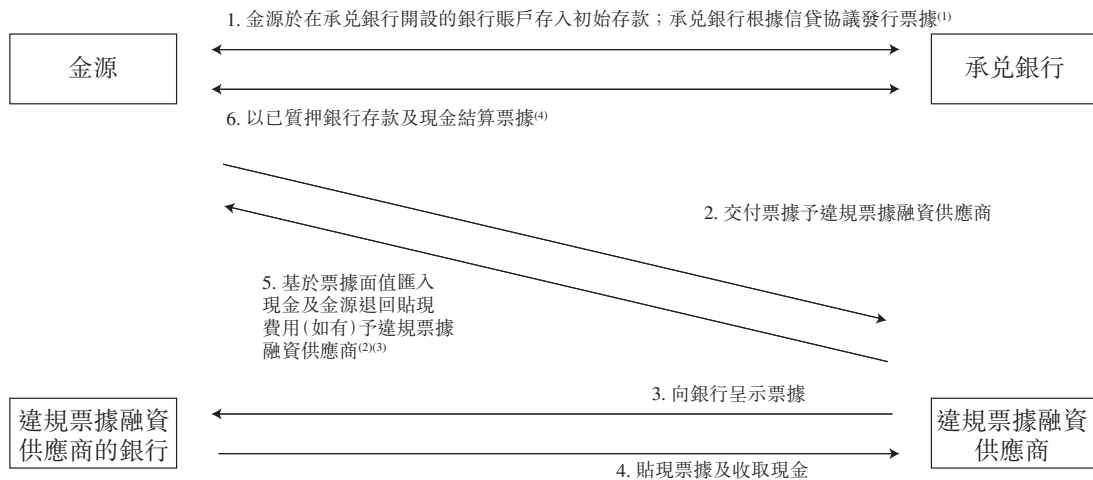 1. 金源於在承兌銀行開設的銀行賬戶存入初始存款；承兌銀行根據信貸協議發行票據(1)
金源
承兌銀行
6. 以已質押銀行存款及現金結算票據(4)
2. 交付票據予違規票據融資供應商
5. 基於票據面值匯入
現金及金源退回貼現
費用(如有)予違規票據
融資供應商(2)(3)
3. 向銀行呈示票據
違規票據融資
供應商的銀行
違規票據融資
供應商
4. 貼現票據及收取現金